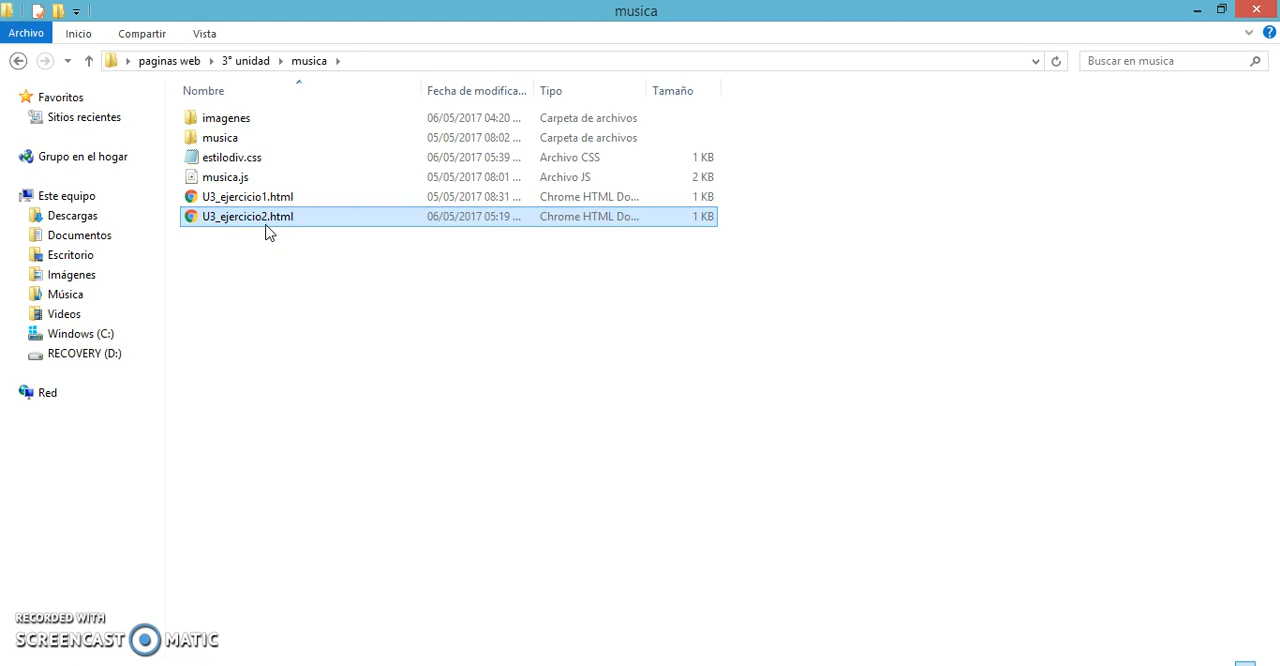 musica
Archivo Inicio Compartir Vista
paginas web 3° unidad musica
Buscar en musica
Nombre Fecha de modifica... Tipo Tamaño
Favoritos
Sitios recientes
Grupo en el hogar
Este equipo
Descargas
Documentos
Escritorio
Imágenes
Música
Videos
Windows (C:)
RECOVERY (D:)
Red
imagenes 06/05/2017 04:20 ... Carpeta de archivos
musica 05/05/2017 08:02 ... Carpeta de archivos
estilodiv.css 06/05/2017 05:39 ... Archivo CSS 1 KB
musica.js 05/05/2017 08:01 ... Archivo JS 2 KB
U3_ejercicio1.html 05/05/2017 08:31 ... Chrome HTML Do... 1 KB
U3_ejercicio2.html 06/05/2017 05:19 ... Chrome HTML Do... 1 KB
RECORDED WITH
SCREENCAST MATIC